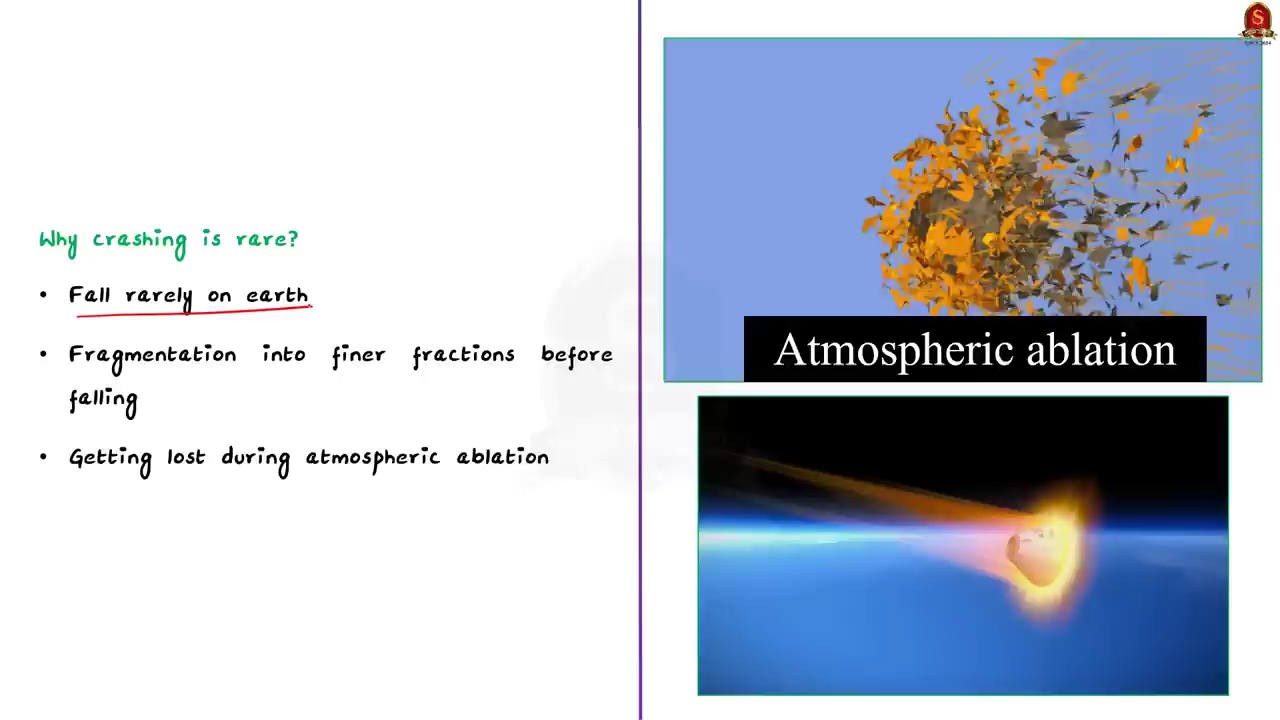 Why crashing is rare?
• Fall rarely on earth
• Fragmentation into finer fractions before
falling
• Getting lost during atmospheric ablation
S
Atmospheric ablation